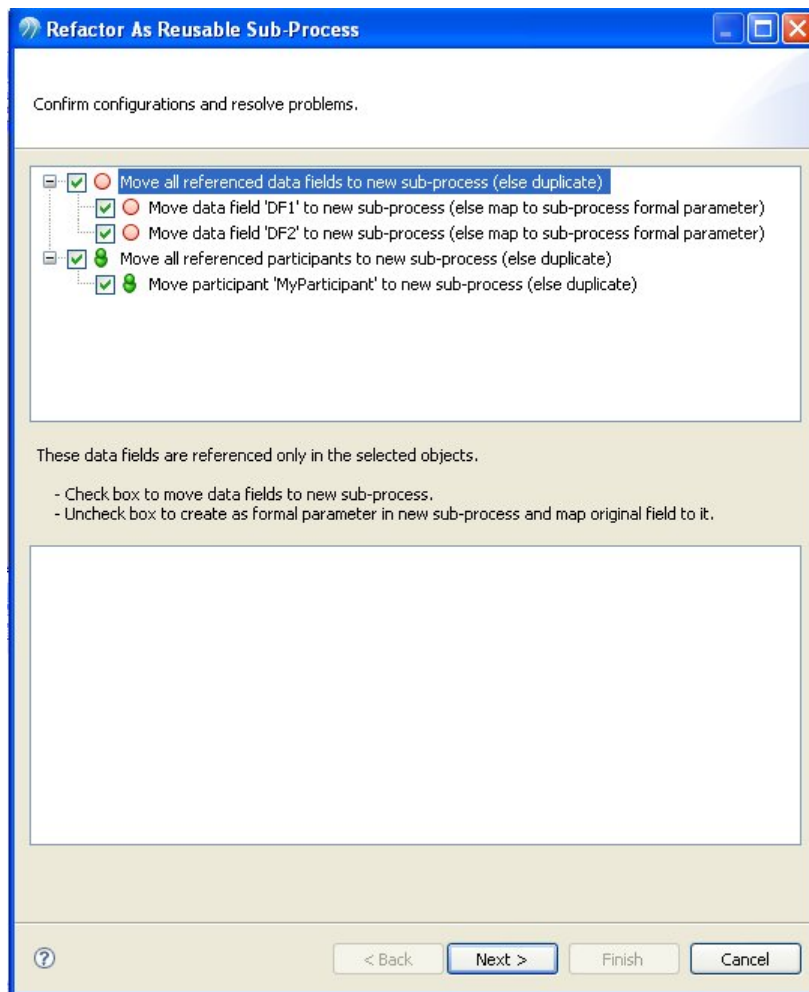 Refactor As Reusable Sub-Process
Confirm configurations and resolve problems.
Move all referenced data fields to new sub-process (else duplicate)
Move data field 'DF1' to new sub-process (else map to sub-process formal parameter)
Move data field 'DF2' to new sub-process (else map to sub-process formal parameter)
Move all referenced participants to new sub-process (else duplicate)
Move participant 'MyParticipant' to new sub-process (else duplicate)
These data fields are referenced only in the selected objects.
- Check box to move data fields to new sub-process.
- Uncheck box to create as formal parameter in new sub-process and map original field to it.
? < Back Next > Finish Cancel